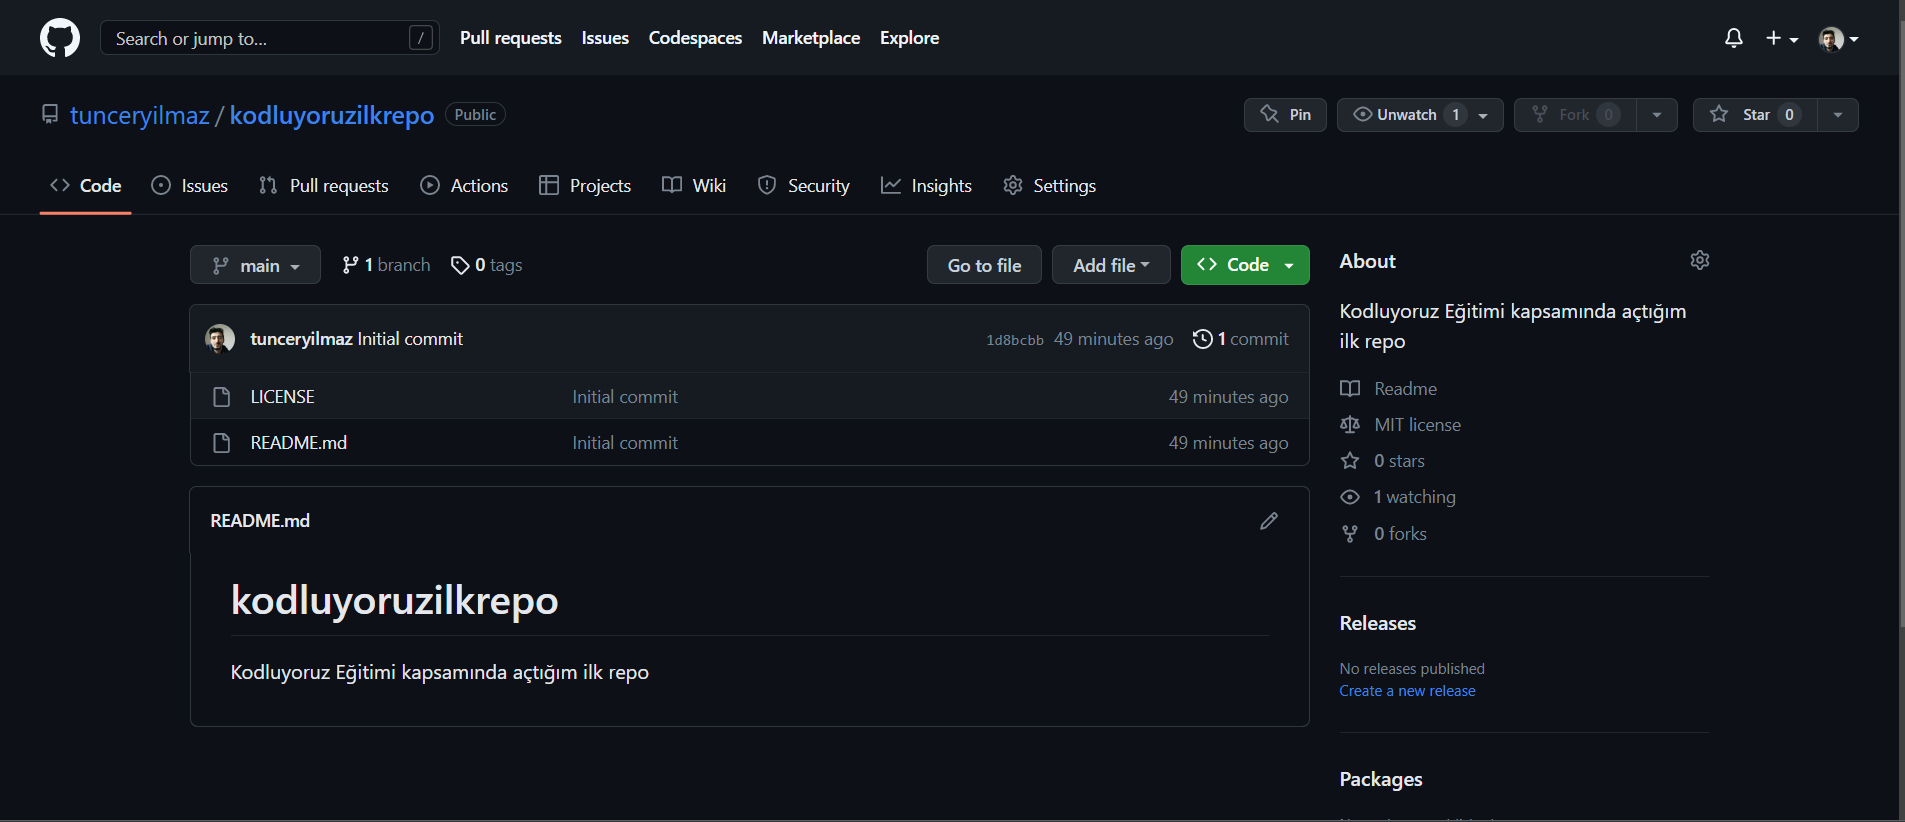 Search or jump to... /
Pull requests Issues Codespaces Marketplace Explore
tunceryilmaz / kodluyoruzilkrepo Public
Pin Unwatch 1 Fork 0 Star 0
Code Issues Pull requests Actions Projects Wiki Security Insights Settings
main 1 branch 0 tags Go to file Add file Code
tunceryilmaz Initial commit 1d8bcbb 49 minutes ago 1 commit
LICENSE Initial commit 49 minutes ago
README.md Initial commit 49 minutes ago
README.md
kodluyoruzilkrepo
Kodluyoruz Eğitimi kapsamında açtığım ilk repo
About
Kodluyoruz Eğitimi kapsamında açtığım
ilk repo
Readme
MIT license
0 stars
1 watching
0 forks
Releases
No releases published
Create a new release
Packages